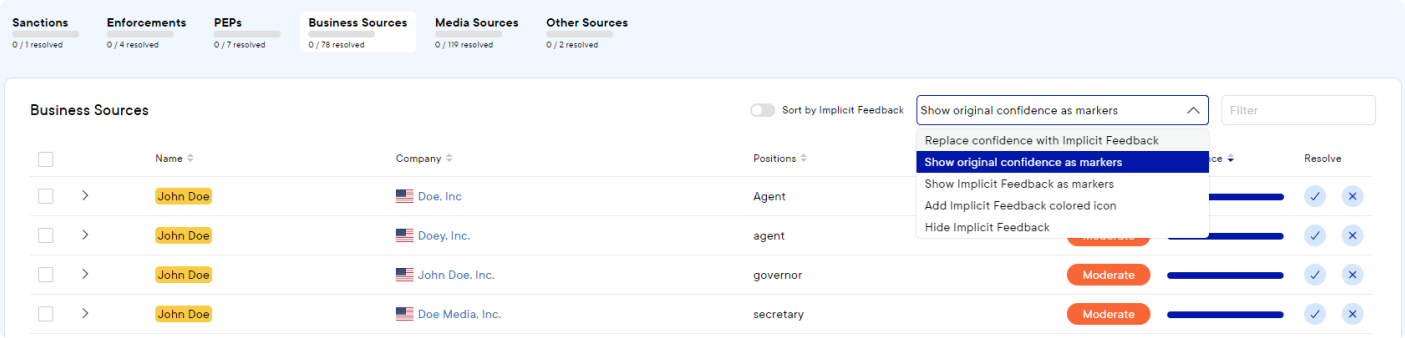 Sanctions Enforcements PEPs Business Sources Media Sources Other Sources
0 / 1 resolved 0 / 4 resolved 0 / 7 resolved 0 / 78 resolved 0 / 119 resolved 0 / 2 resolved
Business Sources Sort by Implicit Feedback Show original confidence as markers Filter
Replace confidence with Implicit Feedback
Name Company Positions Show original confidence as markers Resolve
Show Implicit Feedback as markers
John Doe Doe, Inc Agent
Add Implicit Feedback colored icon
Hide Implicit Feedback
John Doe Doey, Inc. agent Moderate
John Doe John Doe, Inc. governor Moderate
John Doe Doe Media, Inc. secretary Moderate